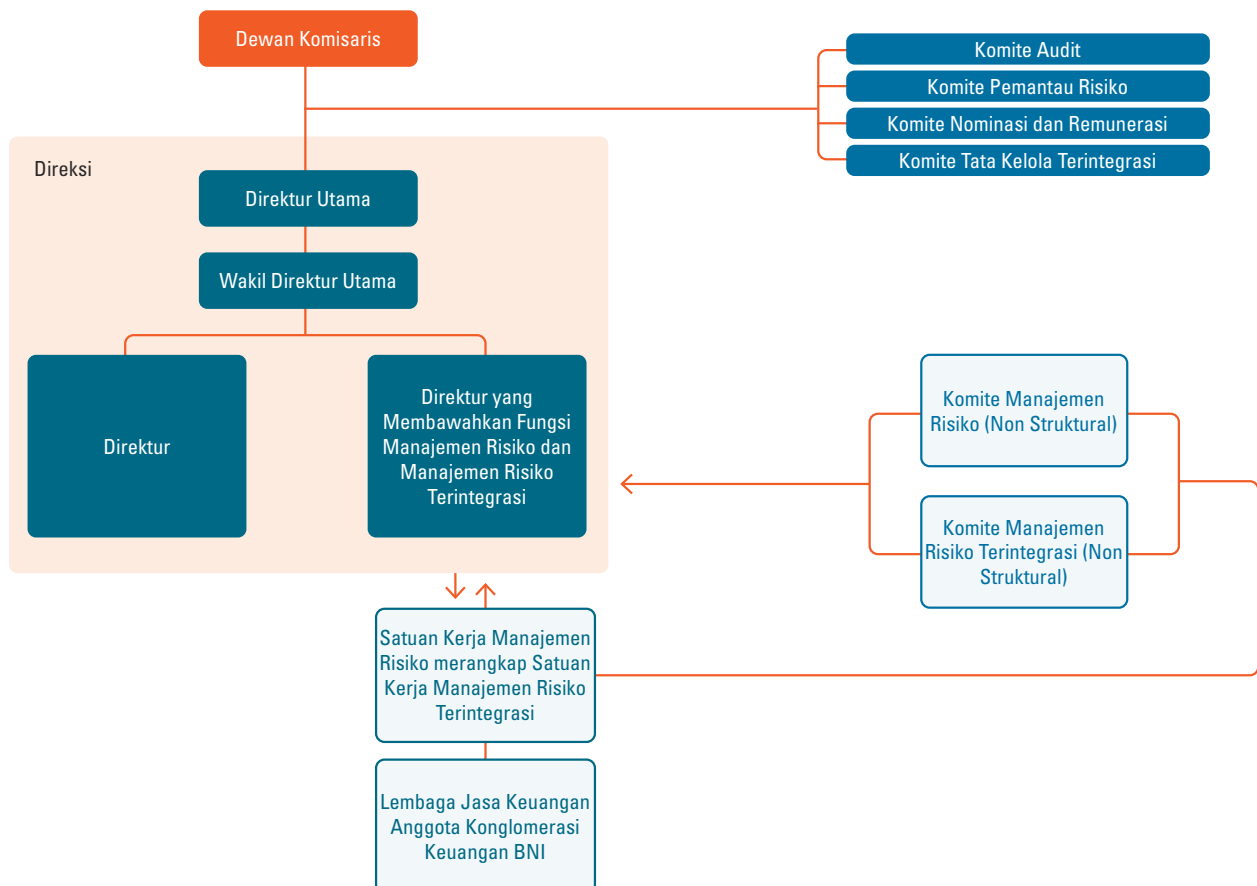 Dewan Komisaris
Komite Audit
Komite Pemantau Risiko
Komite Nominasi dan Remunerasi
Komite Tata Kelola Terintegrasi
Direksi
Direktur Utama
Wakil Direktur Utama
Direktur
Direktur yang
Membawahkan Fungsi
Manajemen Risiko dan
Manajemen Risiko
Terintegrasi
Komite Manajemen
Risiko (Non Struktural)
Komite Manajemen
Risiko Terintegrasi (Non
Struktural)
Satuan Kerja Manajemen
Risiko merangkap Satuan
Kerja Manajemen Risiko
Terintegrasi
Lembaga Jasa Keuangan
Anggota Konglomerasi
Keuangan BNI